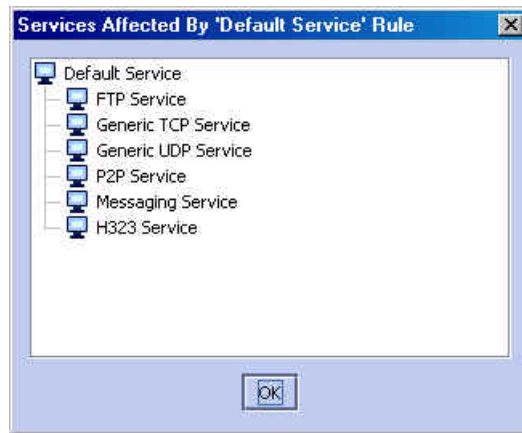 Services Affected By 'Default Service' Rule
Default Service
FTP Service
Generic TCP Service
Generic UDP Service
P2P Service
Messaging Service
H323 Service
OK